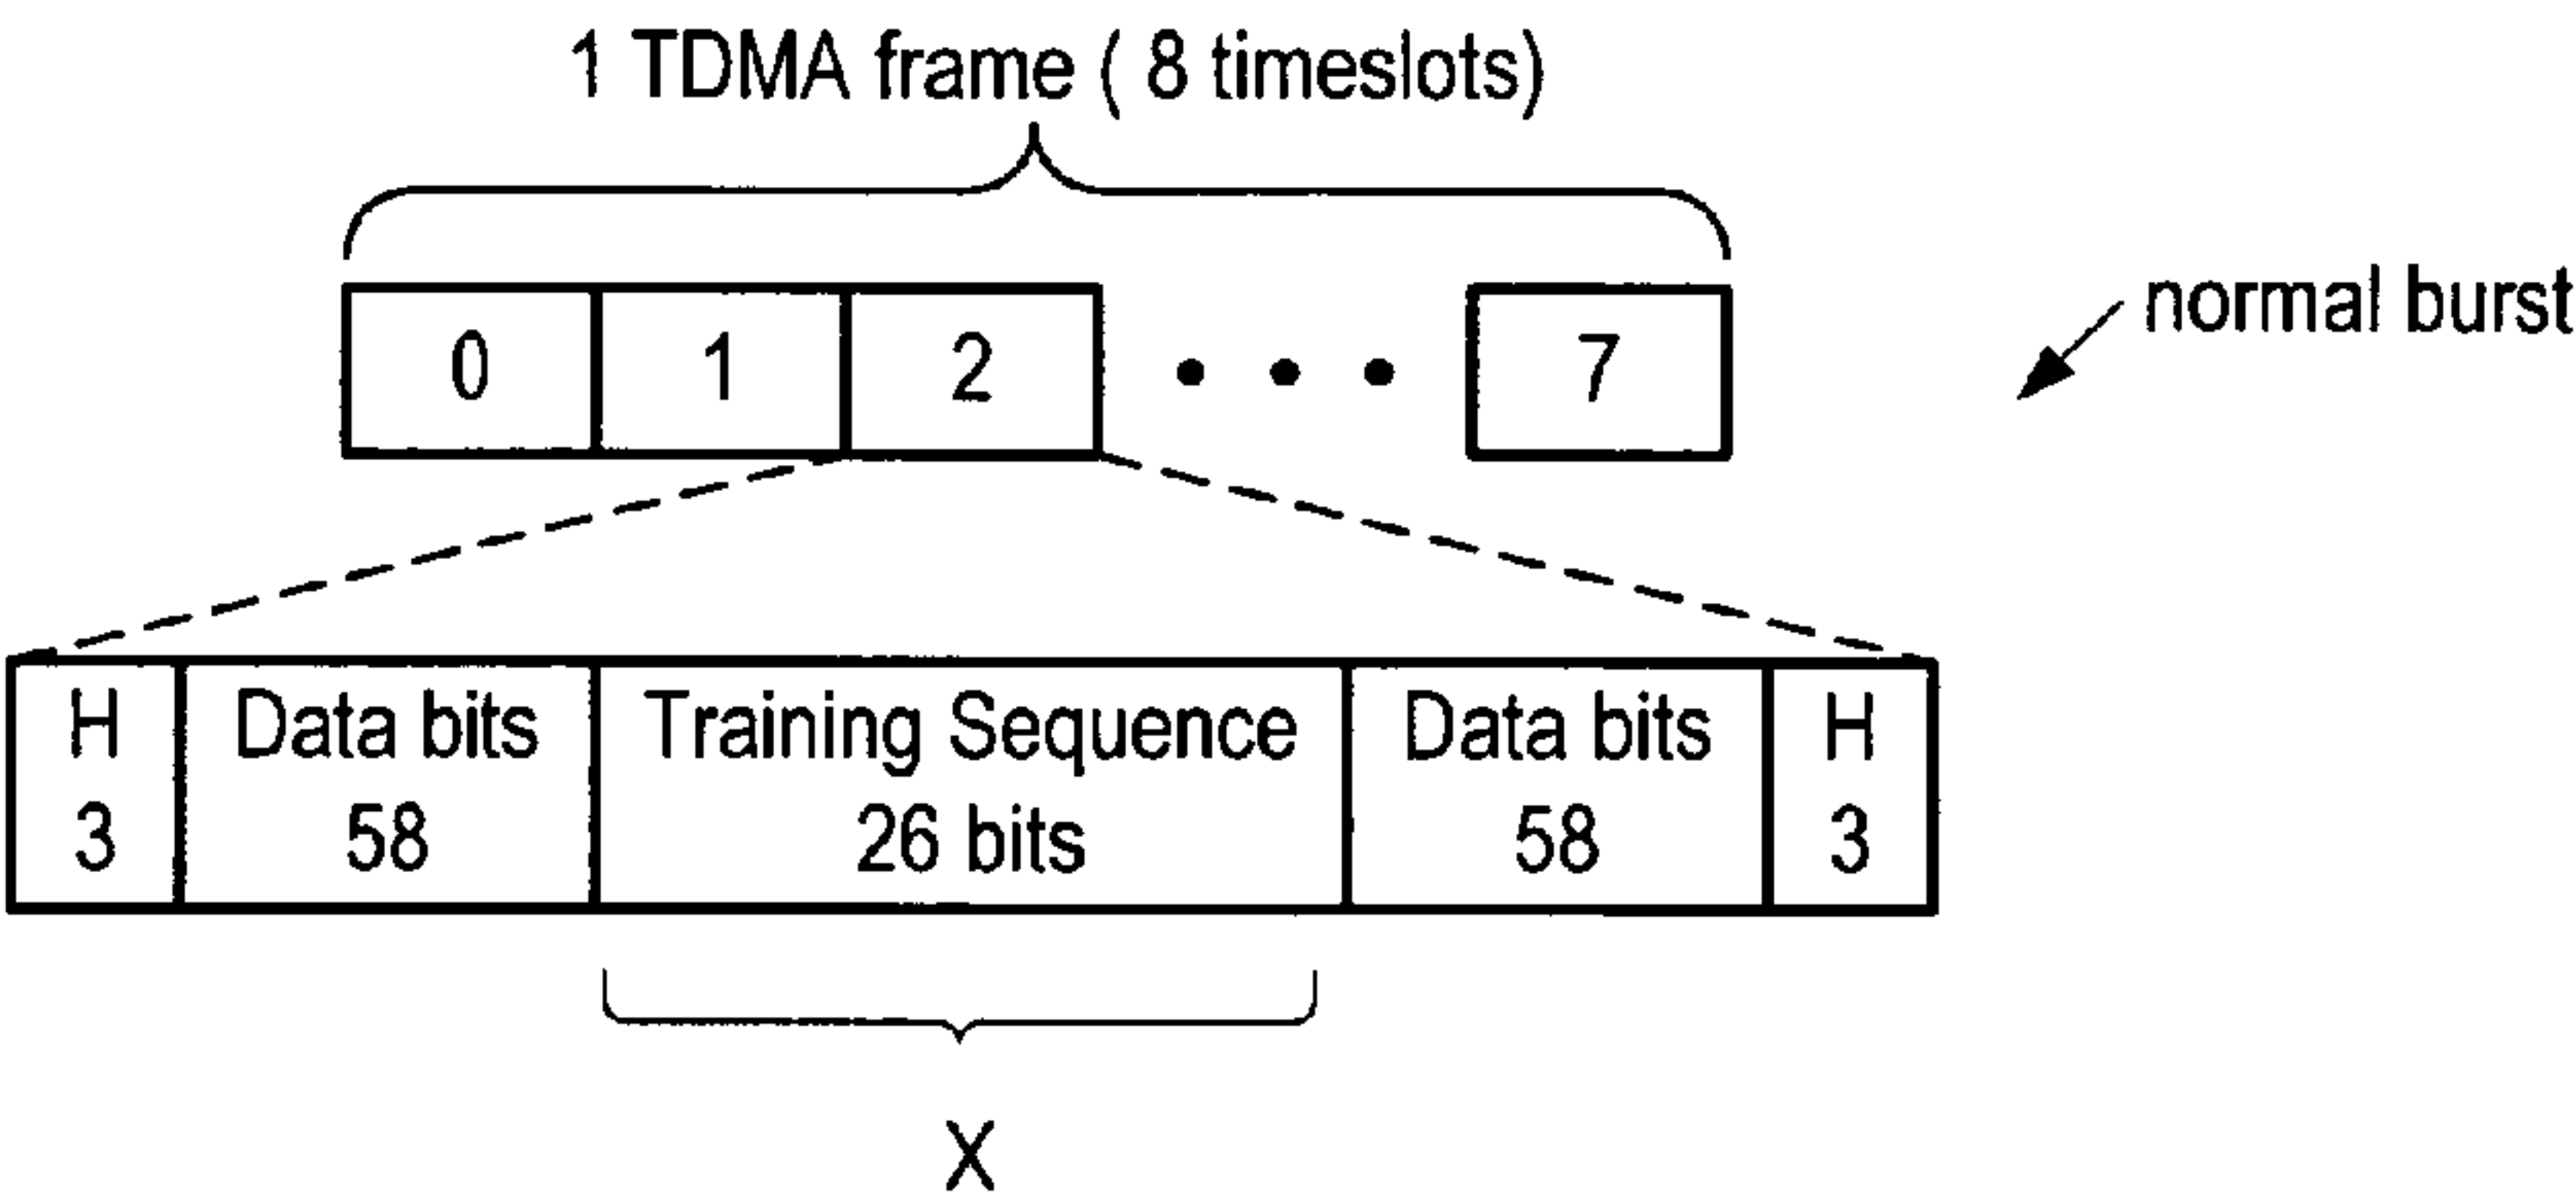 1 TDMA frame ( 8 timeslots)
0 1 2 • • • 7
normal burst
H Data bits Training Sequence Data bits H
3 58 26 bits 58 3
X